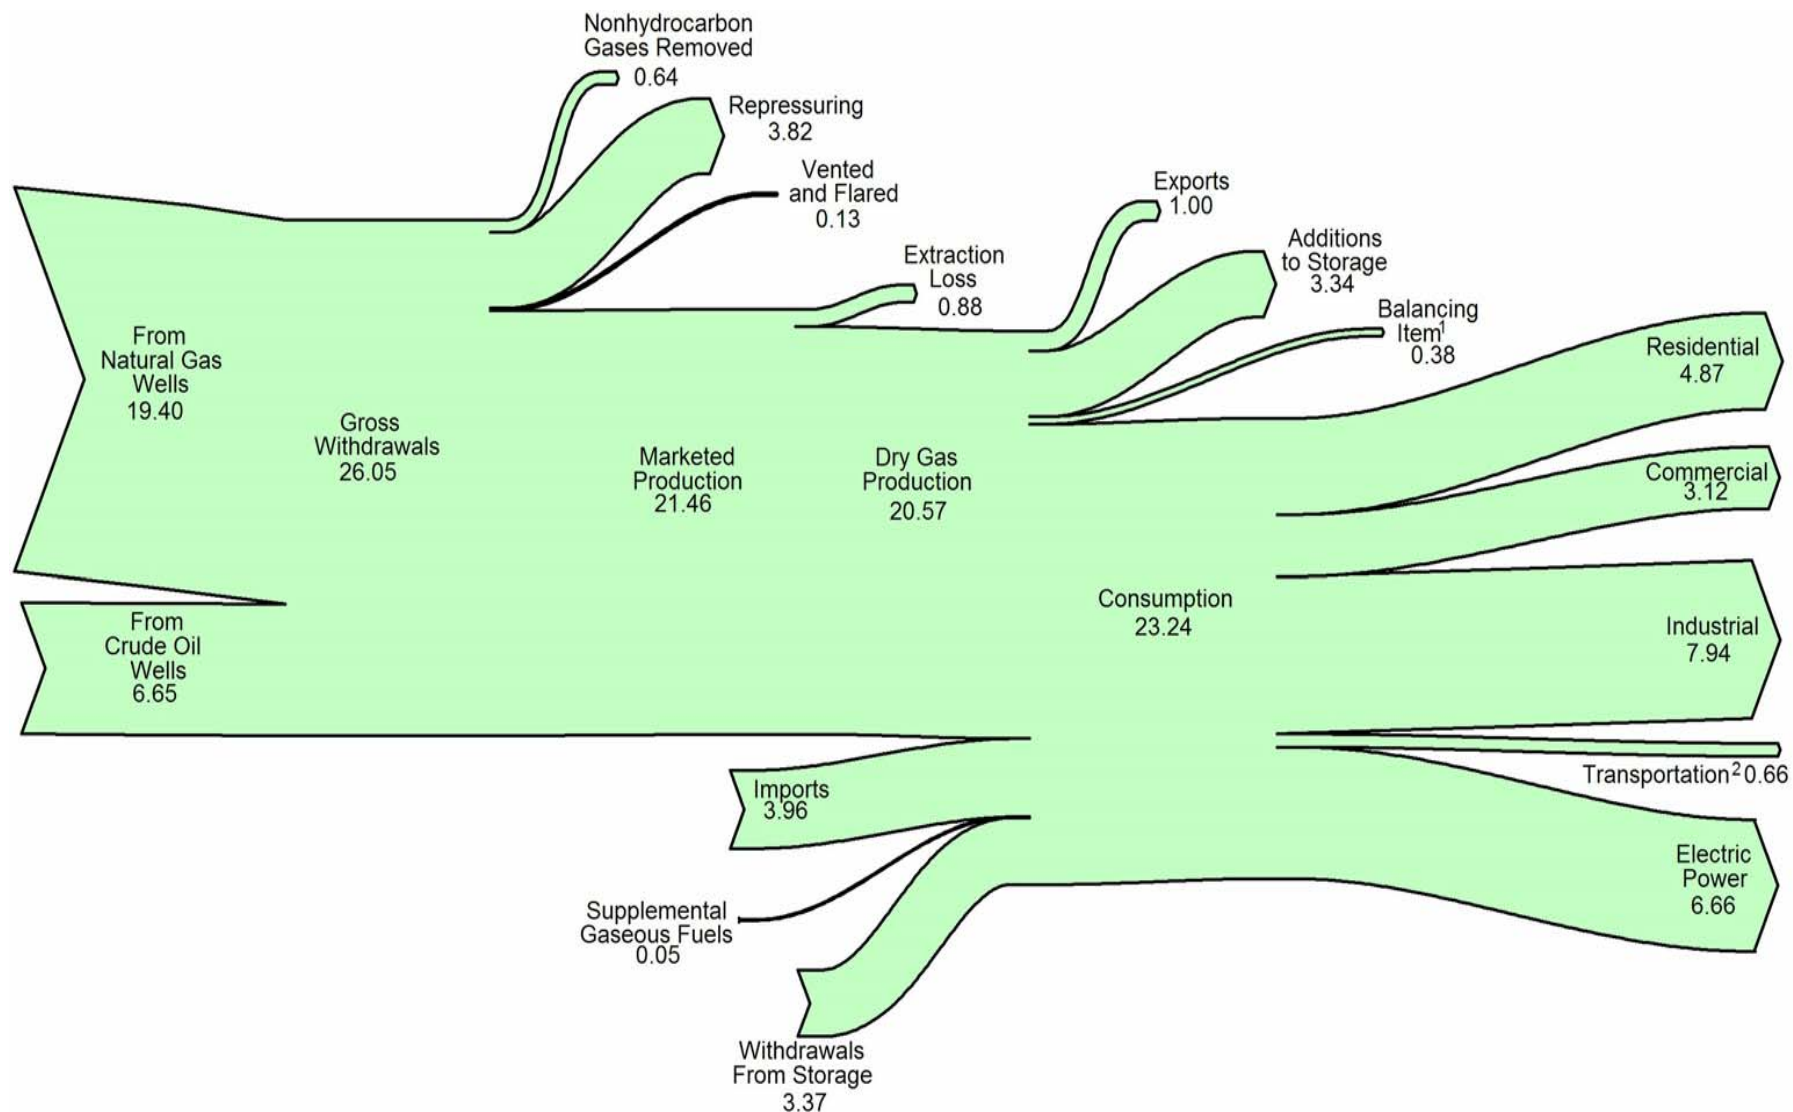 Nonhydrocarbon
Gases Removed
0.64
Repressuring
3.82
Vented
and Flared
0.13
Extraction
Loss
0.88
Exports
1.00
Additions
to Storage
3.34
Balancing
Item¹
0.38
From
Natural Gas
Wells
19.40
Gross
Withdrawals
26.05
Marketed
Production
21.46
Dry Gas
Production
20.57
Residential
4.87
Commercial
3.12
From
Crude Oil
Wells
6.65
Consumption
23.24
Industrial
7.94
Imports
3.96
Transportation² 0.66
Supplemental
Gaseous Fuels
0.05
Electric
Power
6.66
Withdrawals
From Storage
3.37